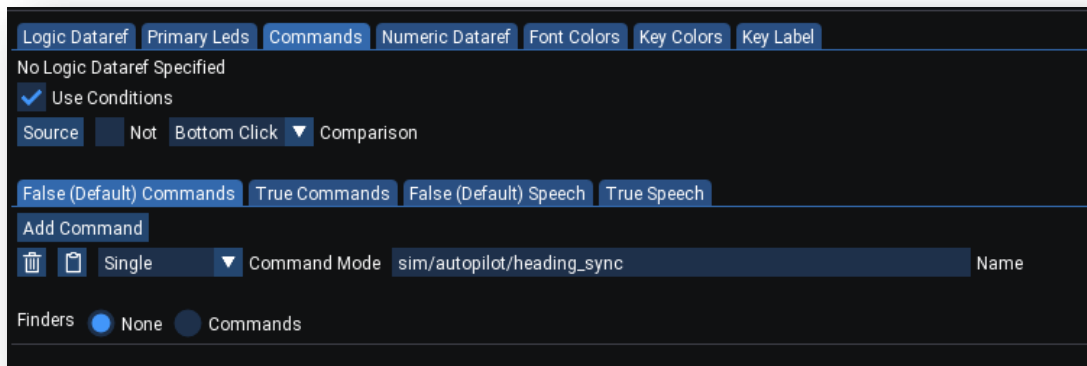 Logic Dataref Primary Leds Commands Numeric Dataref Font Colors Key Colors Key Label
No Logic Dataref Specified
Use Conditions
Source Not Bottom Click Comparison
False (Default) Commands True Commands False (Default) Speech True Speech
Add Command
Single Command Mode sim/autopilot/heading_sync Name
Finders None Commands